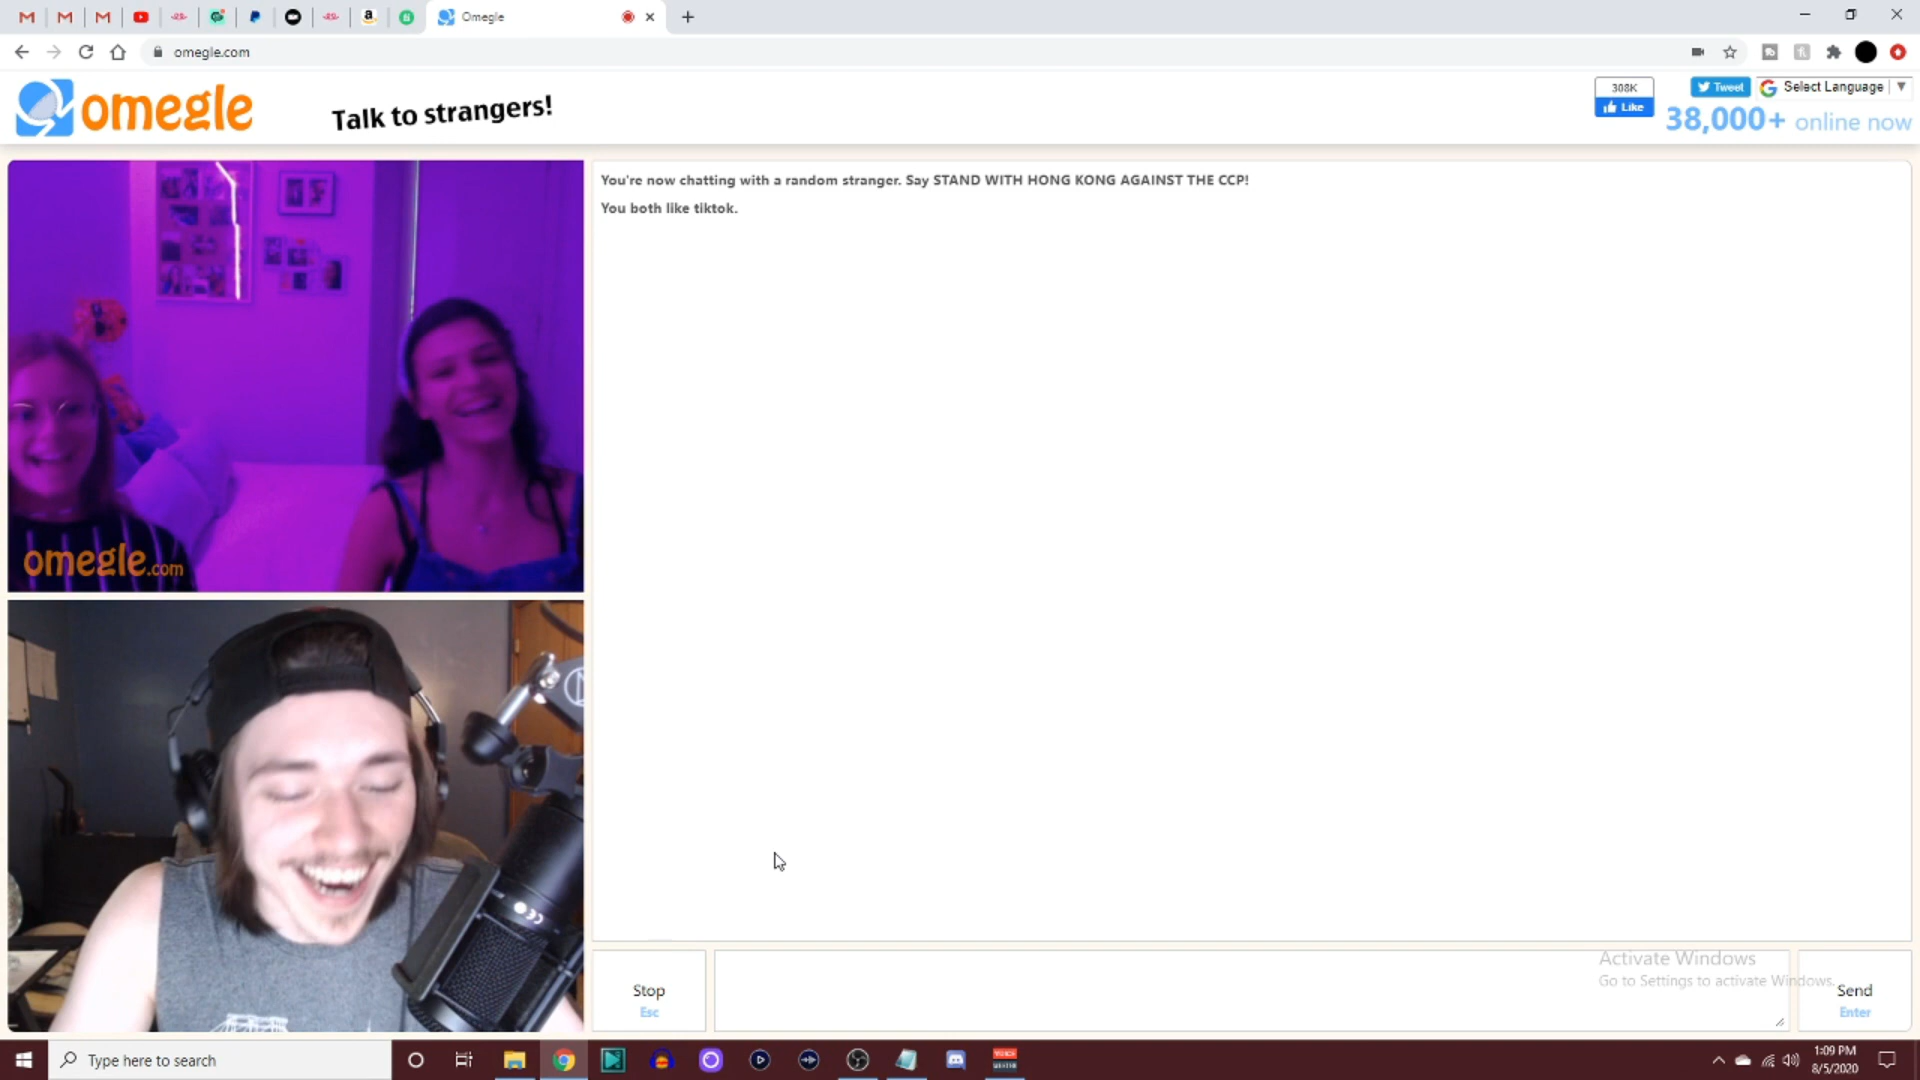 Omegle
omegle.com
omegle
Talk to strangers!
308K
Like
Tweet
Select Language
38,000+ online now
You're now chatting with a random stranger. Say STAND WITH HONG KONG AGAINST THE CCP!
You both like tiktok.
omegle.com
Stop
Esc
Activate Windows
Go to Settings to activate Windows.
Send
Enter
Type here to search
1:09 PM
8/5/2020